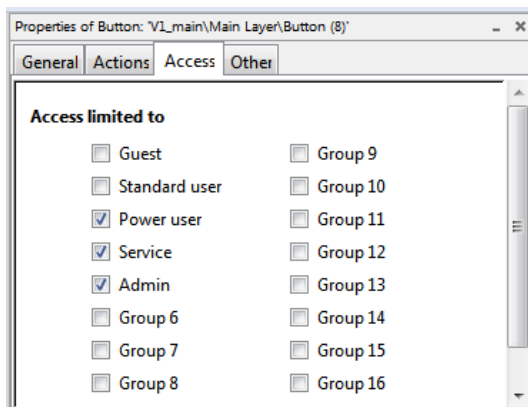 Properties of Button: 'V1_main\Main Layer\Button (8)'
General Actions Access Other
Access limited to
Guest Group 9
Standard user Group 10
Power user Group 11
Service Group 12
Admin Group 13
Group 6 Group 14
Group 7 Group 15
Group 8 Group 16